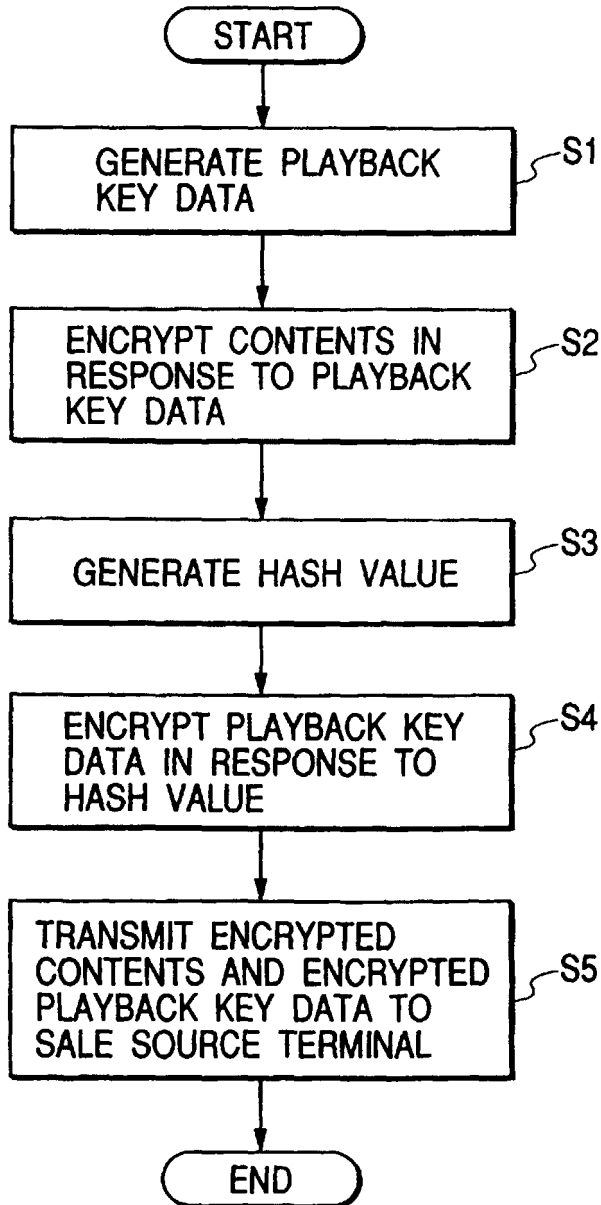 START
GENERATE PLAYBACK
KEY DATA
S1
ENCRYPT CONTENTS IN
RESPONSE TO PLAYBACK
KEY DATA
S2
GENERATE HASH VALUE
S3
ENCRYPT PLAYBACK KEY
DATA IN RESPONSE TO
HASH VALUE
S4
TRANSMIT ENCRYPTED
CONTENTS AND ENCRYPTED
PLAYBACK KEY DATA TO
SALE SOURCE TERMINAL
S5
END